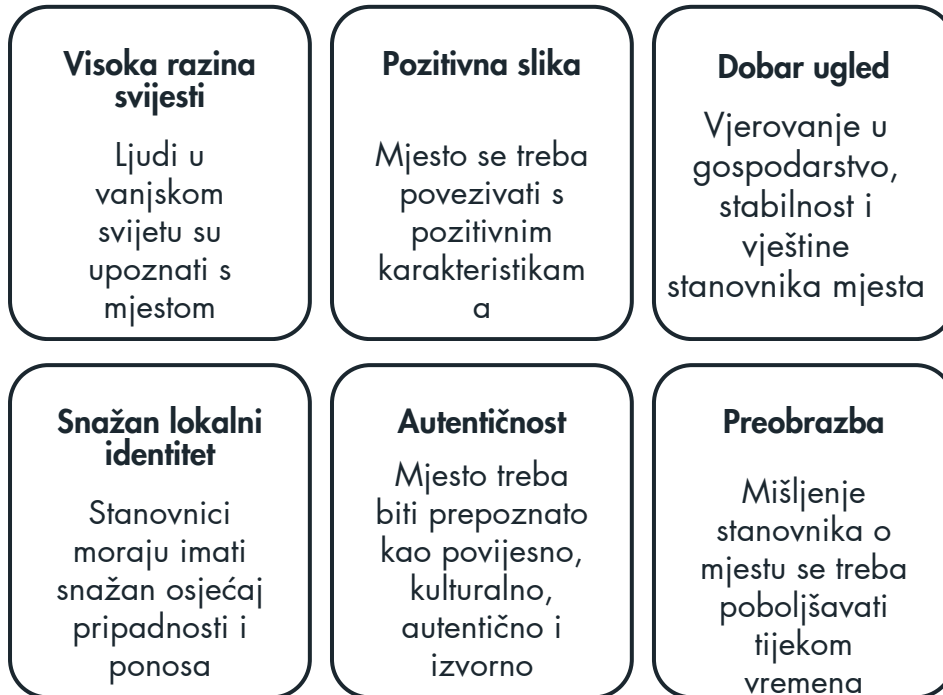 Visoka razina
svijesti
Ljudi u
vanjskom
svijetu su
upoznati s
mjestom
Pozitivna slika
Mjesto se treba
povezivati s
pozitivnim
karakteristikam
a
Dobar ugled
Vjerovanje u
gospodarstvo,
stabilnost i
vještine
stanovnika mjesta
Snažan lokalni
identitet
Stanovnici
moraju imati
snažan osjećaj
pripadnosti i
ponosa
Autentičnost
Mjesto treba
biti prepoznato
kao povijesno,
kulturalno,
autentično i
izvorno
Preobrazba
Mišljenje
stanovnika o
mjestu se treba
poboljšavati
tijekom
vremena